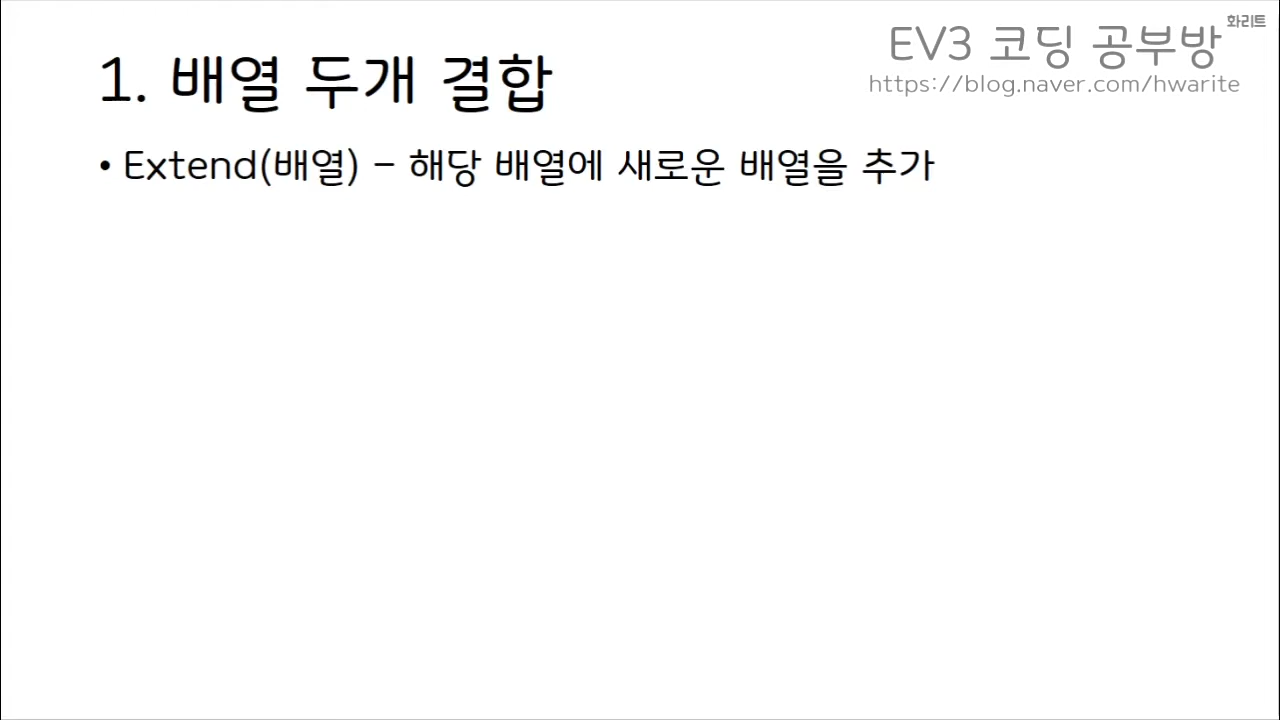 화리트
EV3 코딩 공부방
https://blog.naver.com/hwarite
1. 배열 두개 결합
• Extend(배열) – 해당 배열에 새로운 배열을 추가